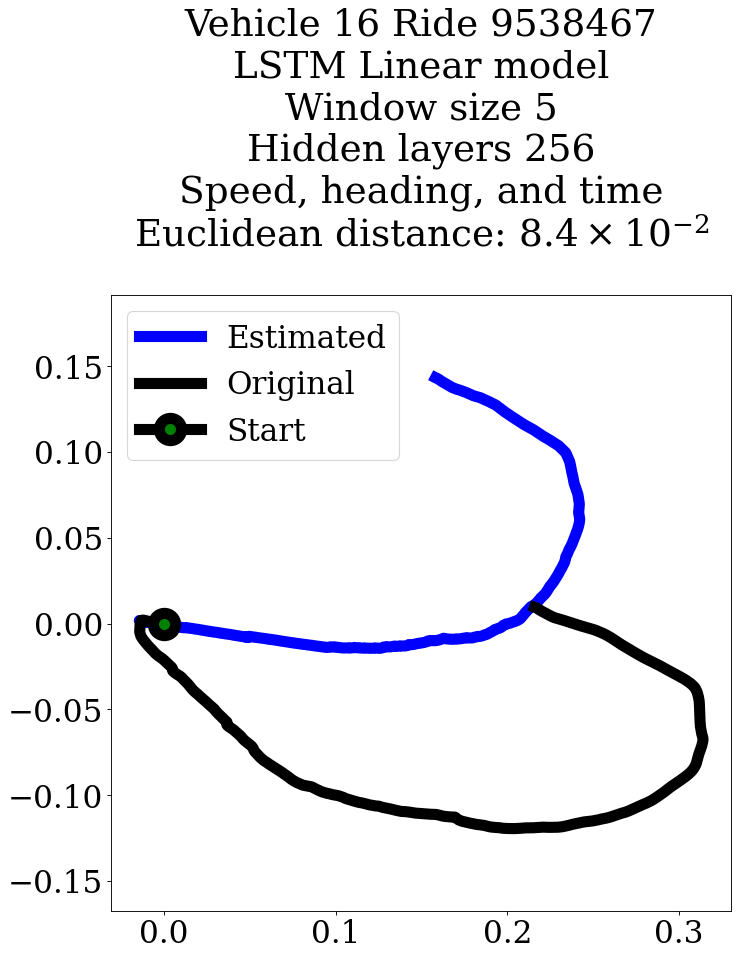 Vehicle 16 Ride 9538467
LSTM Linear model
Window size 5
Hidden layers 256
Speed, heading, and time
Euclidean distance: 8.4 × 10⁻²
Estimated
Original
Start
0.15
0.10
0.05
0.00
−0.05
−0.10
−0.15
0.0 0.1 0.2 0.3